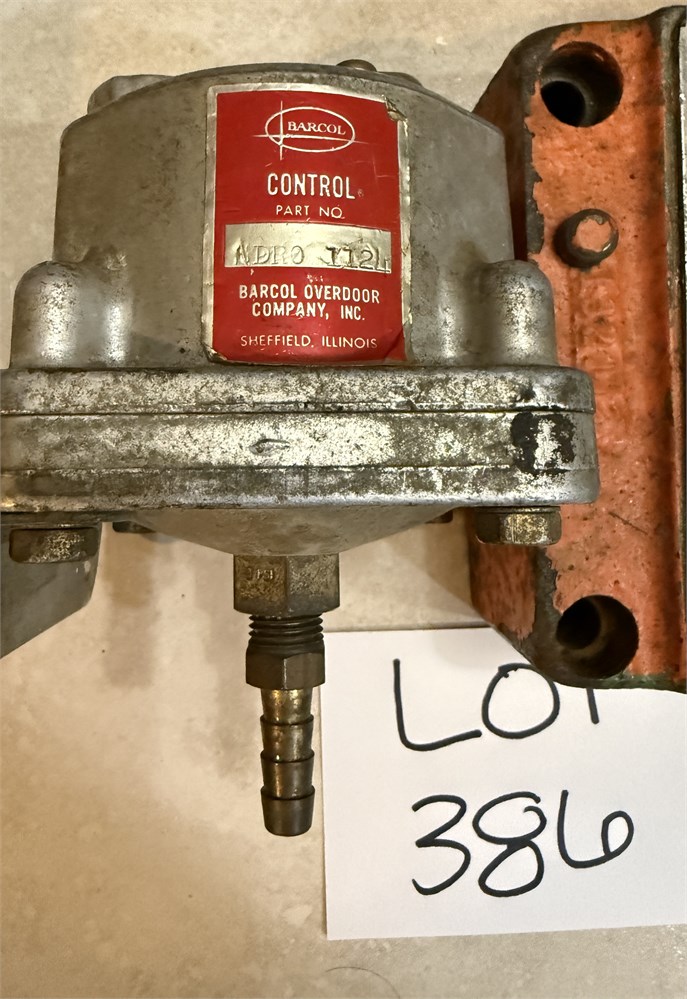 BARCOL
CONTROL
PART NO.
BARCOL OVERDOOR
COMPANY, INC.
SHEFFIELD, ILLINOIS
LOT
386